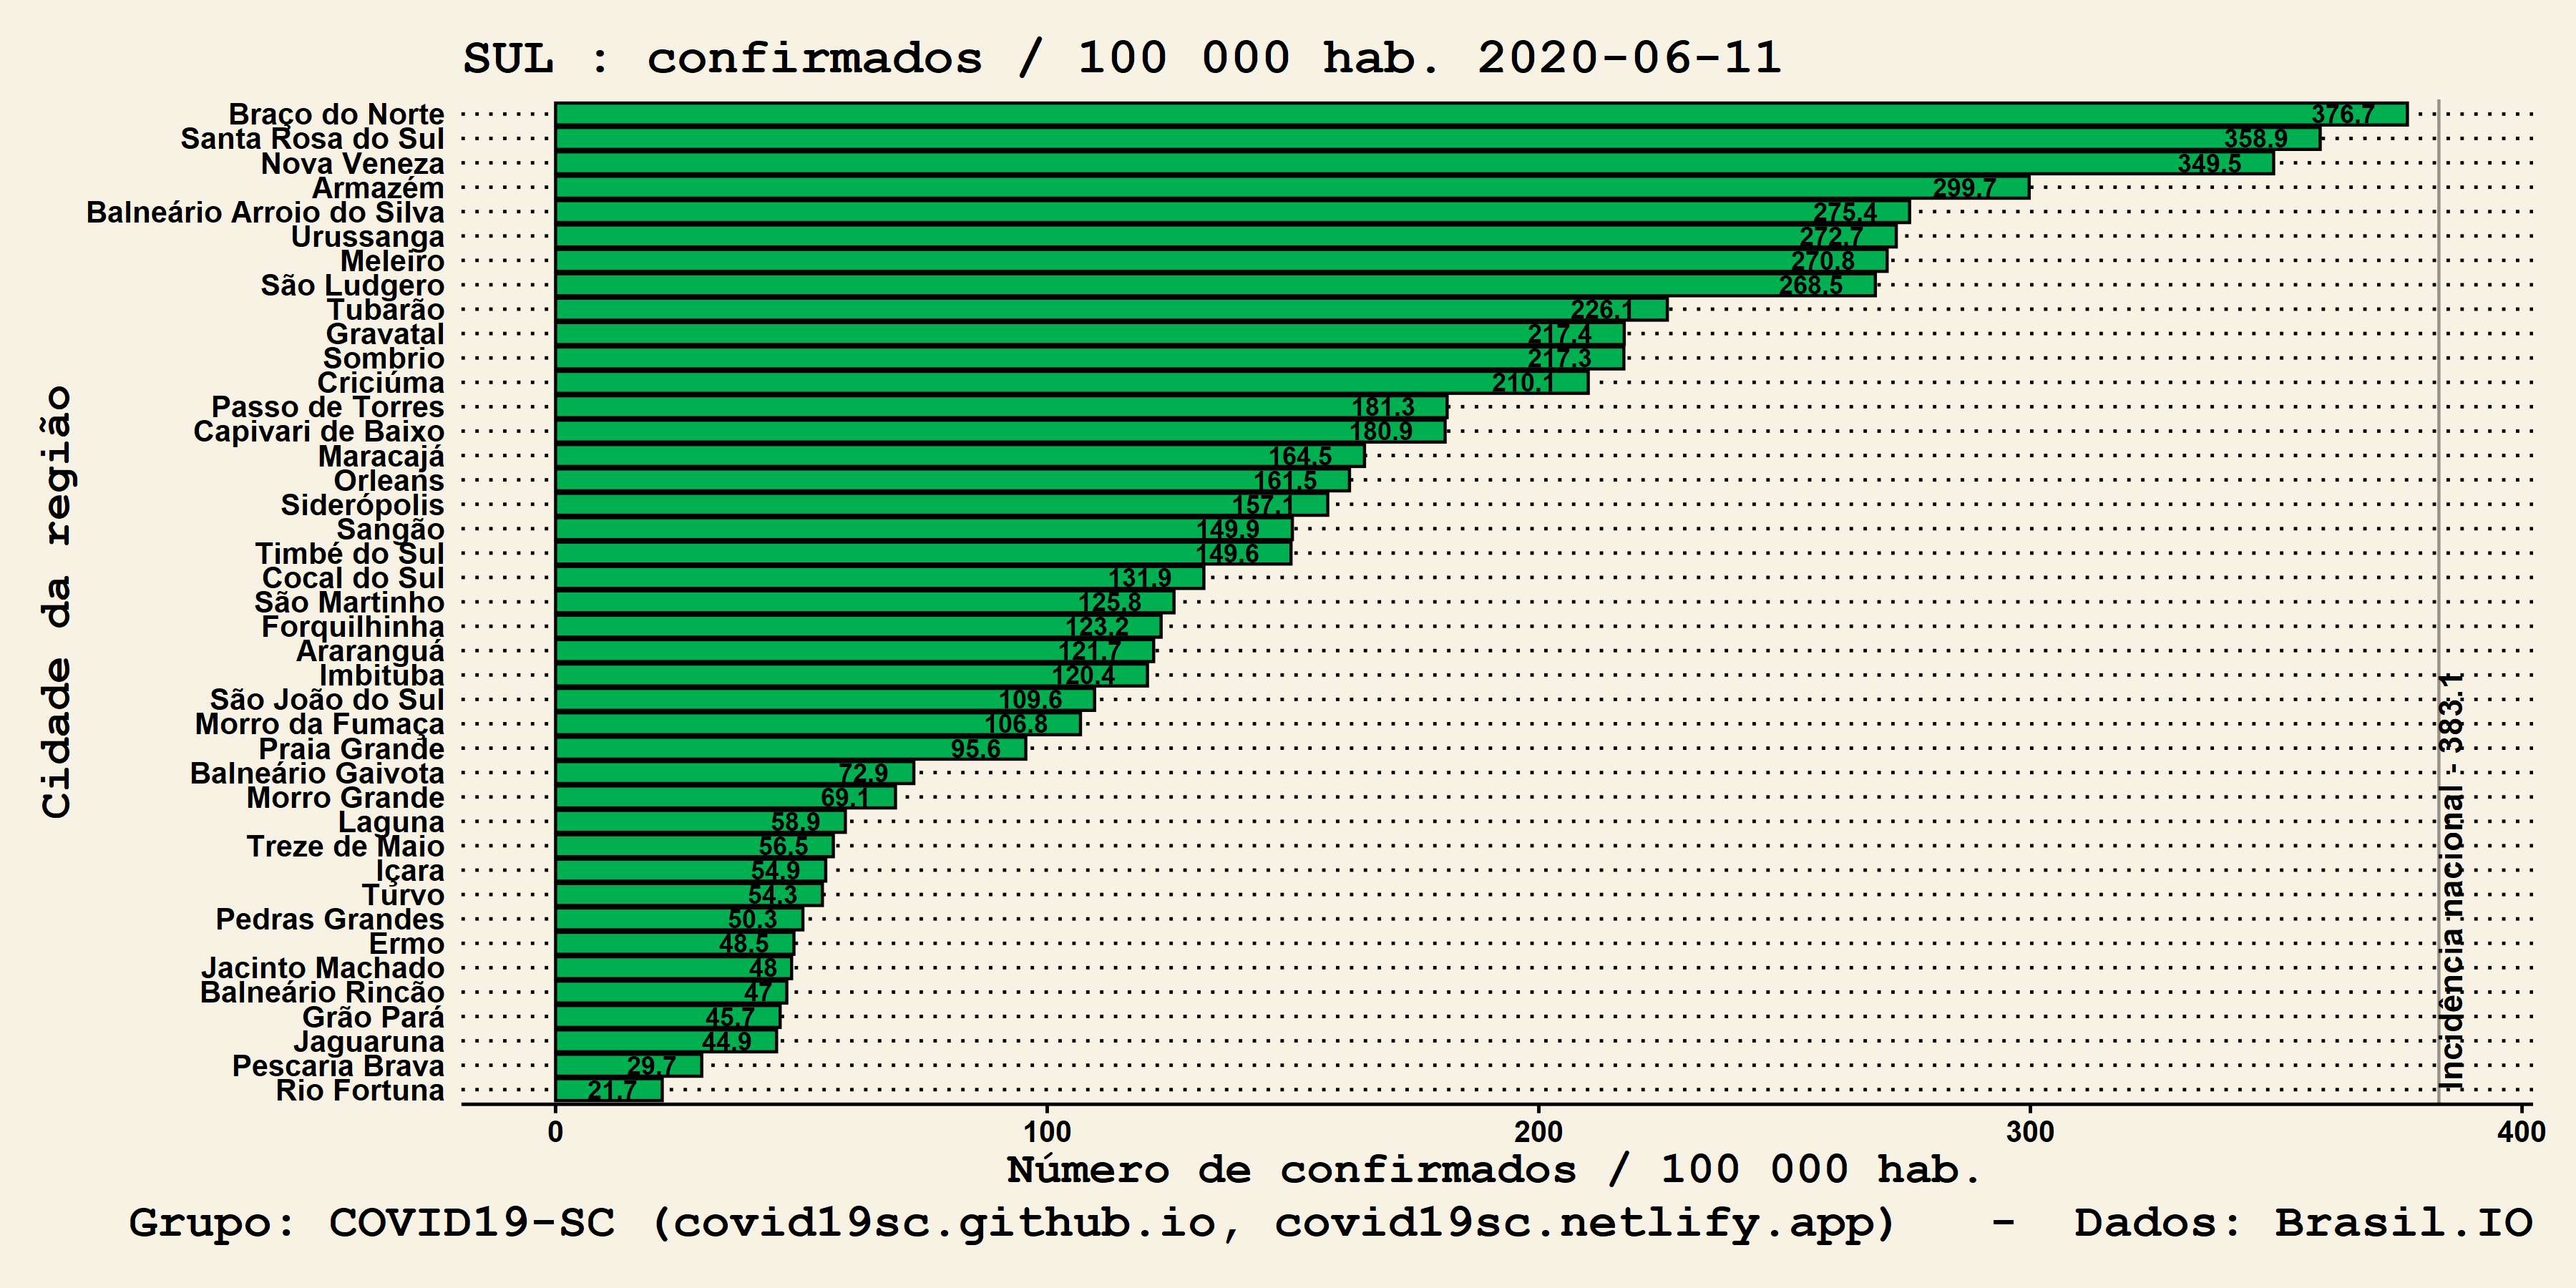 SUL : confirmados / 100 000 hab. 2020-06-11
Cidade da região
Braço do Norte 376.7
Santa Rosa do Sul 358.9
Nova Veneza 349.5
Armazém 299.7
Balneário Arroio do Silva 275.4
Urussanga 272.7
Meleiro 270.8
São Ludgero 268.5
Tubarão 226.1
Gravatal 217.4
Sombrio 217.3
Criciúma 210.1
Passo de Torres 181.3
Capivari de Baixo 180.9
Maracajá 164.5
Orleans 161.5
Siderópolis 157.1
Sangão 149.9
Timbé do Sul 149.6
Cocal do Sul 131.9
São Martinho 125.8
Forquilhinha 123.2
Araranguá 121.7
Imbituba 120.4
São João do Sul 109.6
Morro da Fumaça 106.8
Praia Grande 95.6
Balneário Gaivota 72.9
Morro Grande 69.1
Laguna 58.9
Treze de Maio 56.5
Içara 54.9
Turvo 54.3
Pedras Grandes 50.3
Ermo 48.5
Jacinto Machado 48
Balneário Rincão 47
Grão Pará 45.7
Jaguaruna 44.9
Pescaria Brava 29.7
Rio Fortuna 21.7
Incidência nacional - 383.1
0 100 200 300 400
Número de confirmados / 100 000 hab.
Grupo: COVID19-SC (covid19sc.github.io, covid19sc.netlify.app) - Dados: Brasil.IO